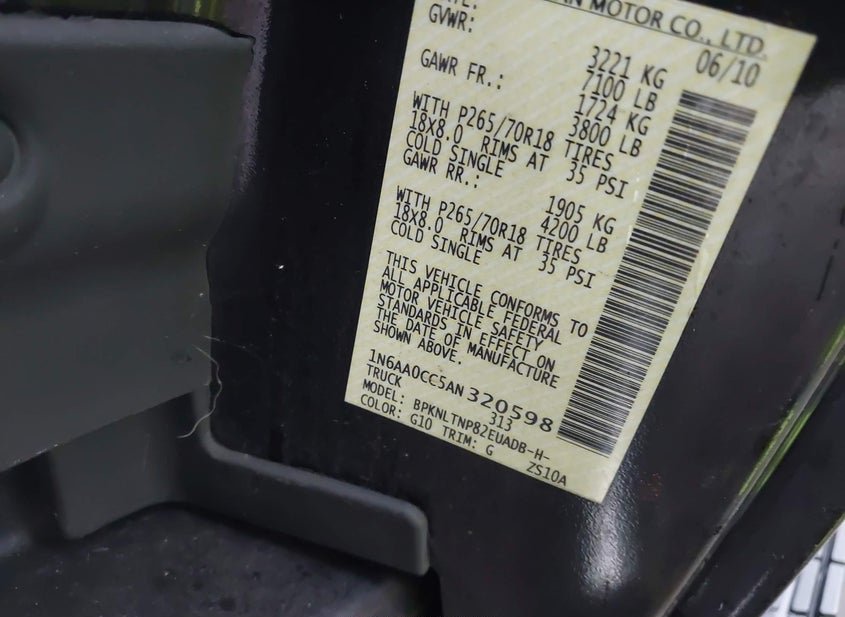 MOTOR CO., LTD.
GVWR: 06/10
3221 KG
7100 LB
GAWR FR.: 1724 KG
3800 LB
WITH P265/70R18 TIRES
18X8.0 RIMS AT 35 PSI
COLD SINGLE
GAWR RR.:
1905 KG
4200 LB
WITH P265/70R18 TIRES
18X8.0 RIMS AT 35 PSI
COLD SINGLE
THIS VEHICLE CONFORMS TO
ALL APPLICABLE FEDERAL
MOTOR VEHICLE SAFETY
STANDARDS IN EFFECT ON
THE DATE OF MANUFACTURE
SHOWN ABOVE.
1N6AA0CC5AN320598
TRUCK 313
MODEL: BPKNLTNP82EUADB-H-
COLOR: G10 TRIM: G ZS10A